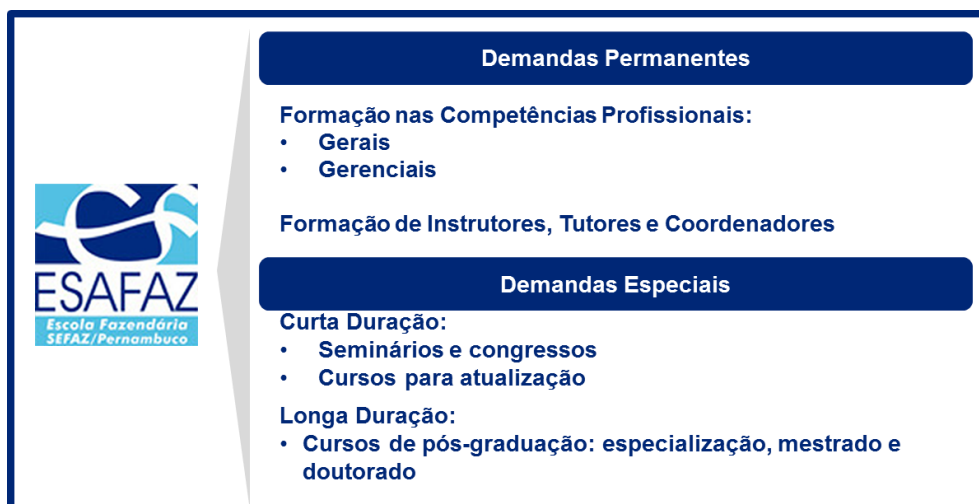 Demandas Permanentes
Formação nas Competências Profissionais:
• Gerais
• Gerenciais
Formação de Instrutores, Tutores e Coordenadores
ESAFAZ
Escola Fazendária
SEFAZ/Pernambuco
Demandas Especiais
Curta Duração:
• Seminários e congressos
• Cursos para atualização
Longa Duração:
• Cursos de pós-graduação: especialização, mestrado e
doutorado